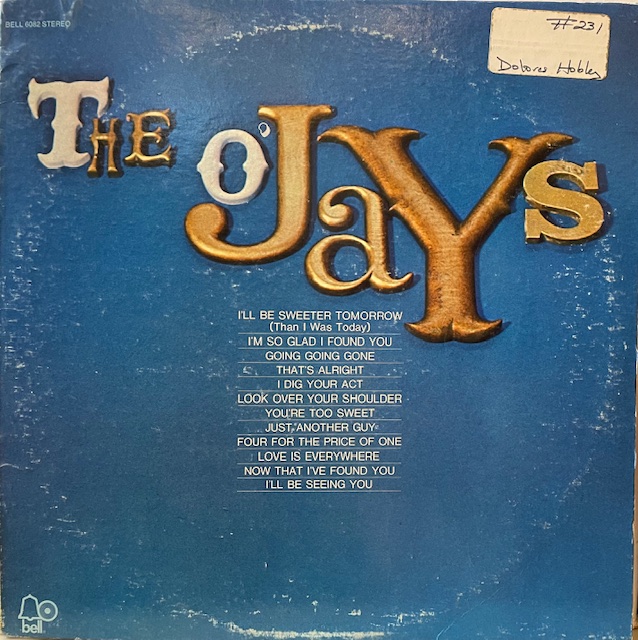 BELL 6082 STEREO
#231
Dolores Hobley
THE O'JAYS
I'LL BE SWEETER TOMORROW
(Than I Was Today)
I'M SO GLAD I FOUND YOU
GOING GOING GONE
THAT'S ALRIGHT
I DIG YOUR ACT
LOOK OVER YOUR SHOULDER
YOU'RE TOO SWEET
JUST ANOTHER GUY
FOUR FOR THE PRICE OF ONE
LOVE IS EVERYWHERE
NOW THAT I'VE FOUND YOU
I'LL BE SEEING YOU
bell